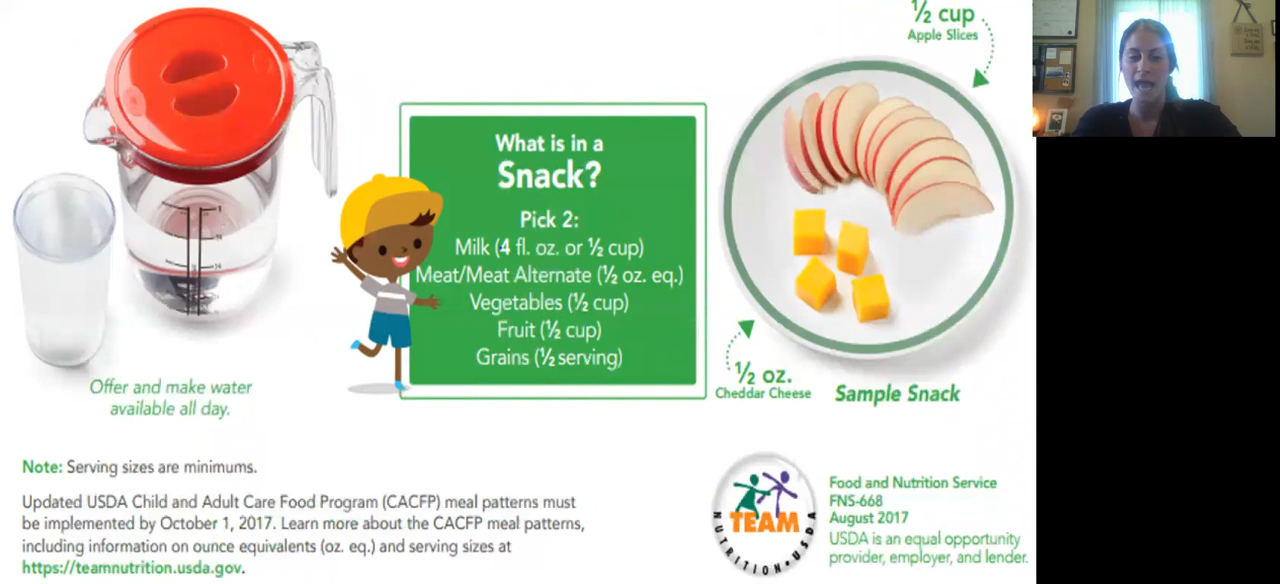 ½ cup
Apple Slices
What is in a
Snack?
Pick 2:
Milk (4 fl. oz. or ½ cup)
Meat/Meat Alternate (½ oz. eq.)
Vegetables (½ cup)
Fruit (½ cup)
Grains (½ serving)
½ oz.
Cheddar Cheese
Sample Snack
Offer and make water
available all day.
Note: Serving sizes are minimums.
Updated USDA Child and Adult Care Food Program (CACFP) meal patterns must
be implemented by October 1, 2017. Learn more about the CACFP meal patterns,
including information on ounce equivalents (oz. eq.) and serving sizes at
https://teamnutrition.usda.gov.
TEAM
NUTRITION • USDA
Food and Nutrition Service
FNS-668
August 2017
USDA is an equal opportunity
provider, employer, and lender.